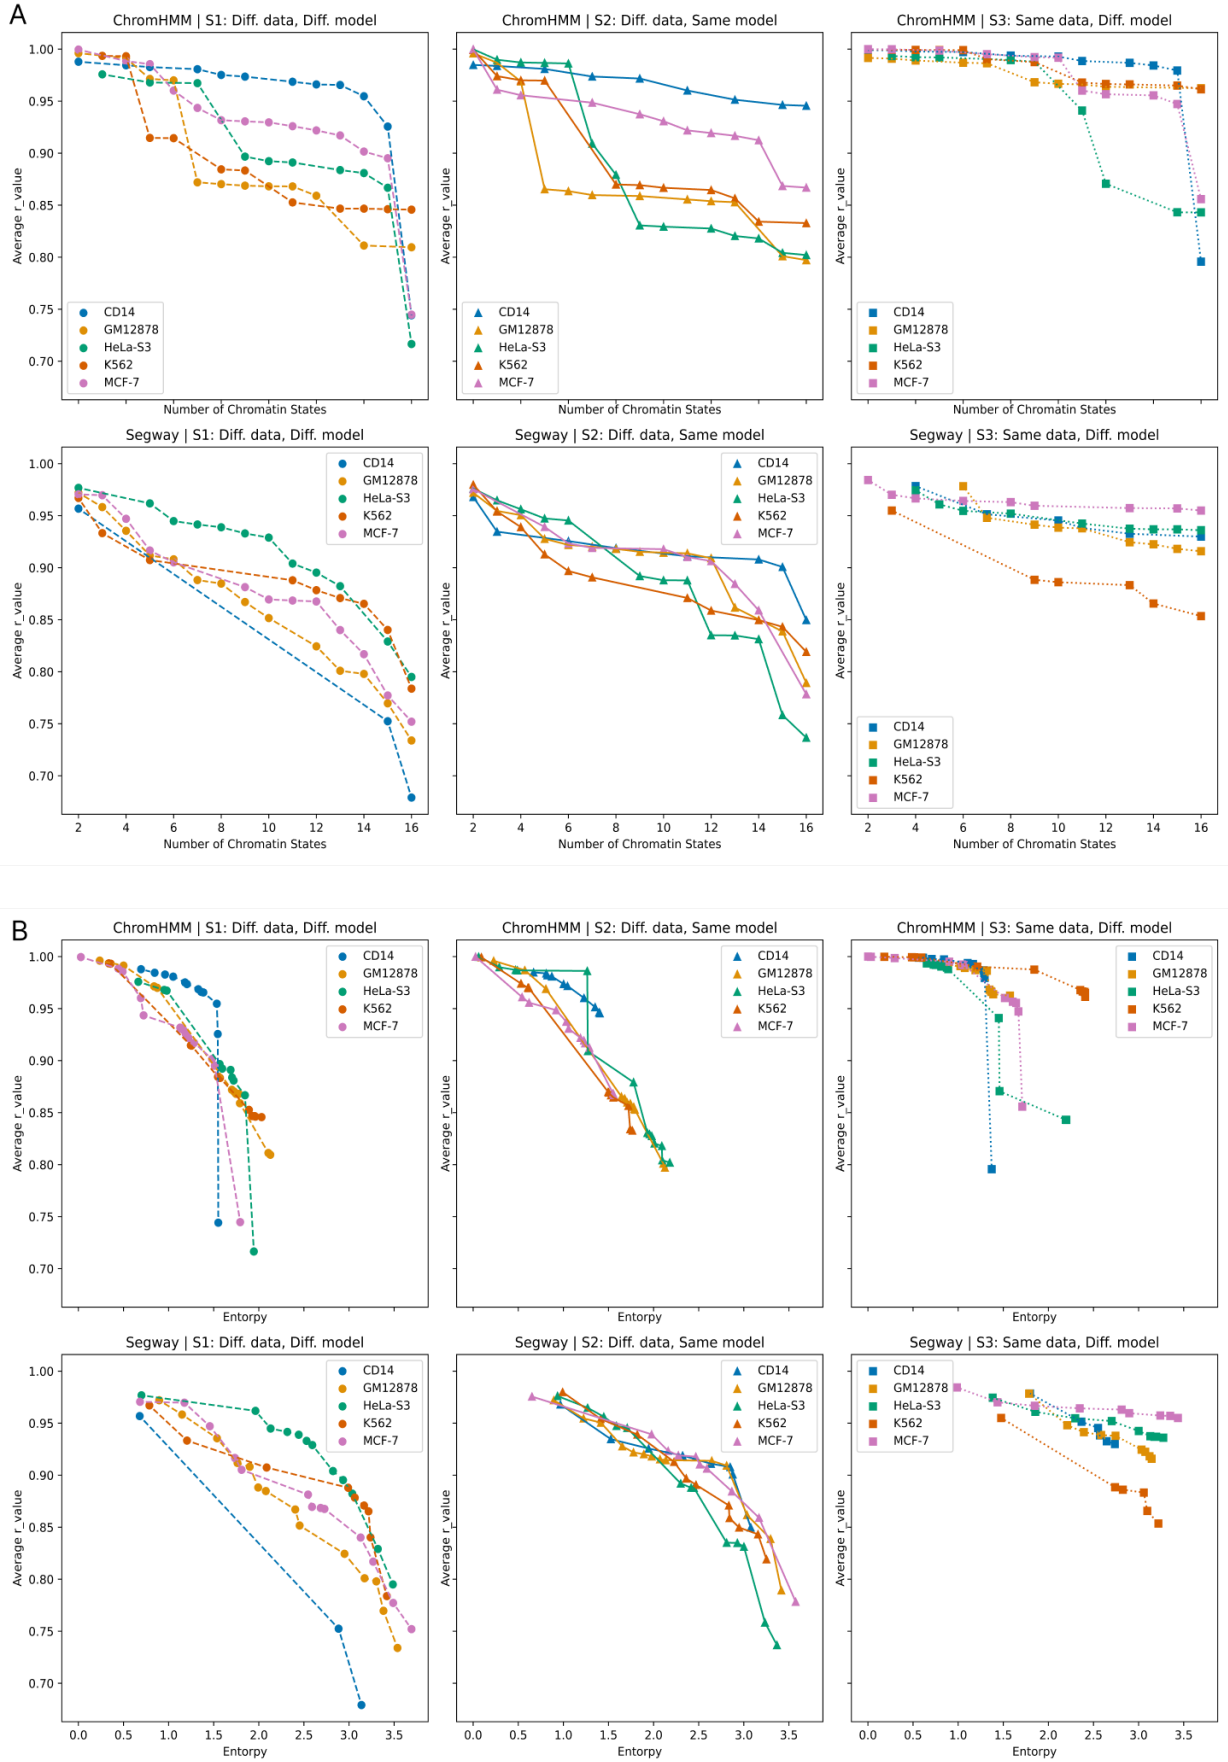 A
ChromHMM | S1: Diff. data, Diff. model
1.00
0.95
0.90
0.85
0.80
0.75
0.70
Average r_value
CD14
GM12878
HeLa-S3
K562
MCF-7
Number of Chromatin States
ChromHMM | S2: Diff. data, Same model
Average r_value
CD14
GM12878
HeLa-S3
K562
MCF-7
Number of Chromatin States
ChromHMM | S3: Same data, Diff. model
Average r_value
CD14
GM12878
HeLa-S3
K562
MCF-7
Number of Chromatin States
Segway | S1: Diff. data, Diff. model
1.00
0.95
0.90
0.85
0.80
0.75
0.70
Average r_value
CD14
GM12878
HeLa-S3
K562
MCF-7
2 4 6 8 10 12 14 16
Number of Chromatin States
Segway | S2: Diff. data, Same model
Average r_value
CD14
GM12878
HeLa-S3
K562
MCF-7
2 4 6 8 10 12 14 16
Number of Chromatin States
Segway | S3: Same data, Diff. model
Average r_value
CD14
GM12878
HeLa-S3
K562
MCF-7
2 4 6 8 10 12 14 16
Number of Chromatin States
B
ChromHMM | S1: Diff. data, Diff. model
1.00
0.95
0.90
0.85
0.80
0.75
0.70
Average r_value
CD14
GM12878
HeLa-S3
K562
MCF-7
Entorpy
ChromHMM | S2: Diff. data, Same model
Average r_value
CD14
GM12878
HeLa-S3
K562
MCF-7
Entorpy
ChromHMM | S3: Same data, Diff. model
Average r_value
CD14
GM12878
HeLa-S3
K562
MCF-7
Entorpy
Segway | S1: Diff. data, Diff. model
1.00
0.95
0.90
0.85
0.80
0.75
0.70
Average r_value
CD14
GM12878
HeLa-S3
K562
MCF-7
0.0 0.5 1.0 1.5 2.0 2.5 3.0 3.5
Entorpy
Segway | S2: Diff. data, Same model
Average r_value
CD14
GM12878
HeLa-S3
K562
MCF-7
0.0 0.5 1.0 1.5 2.0 2.5 3.0 3.5
Entorpy
Segway | S3: Same data, Diff. model
Average r_value
CD14
GM12878
HeLa-S3
K562
MCF-7
0.0 0.5 1.0 1.5 2.0 2.5 3.0 3.5
Entorpy